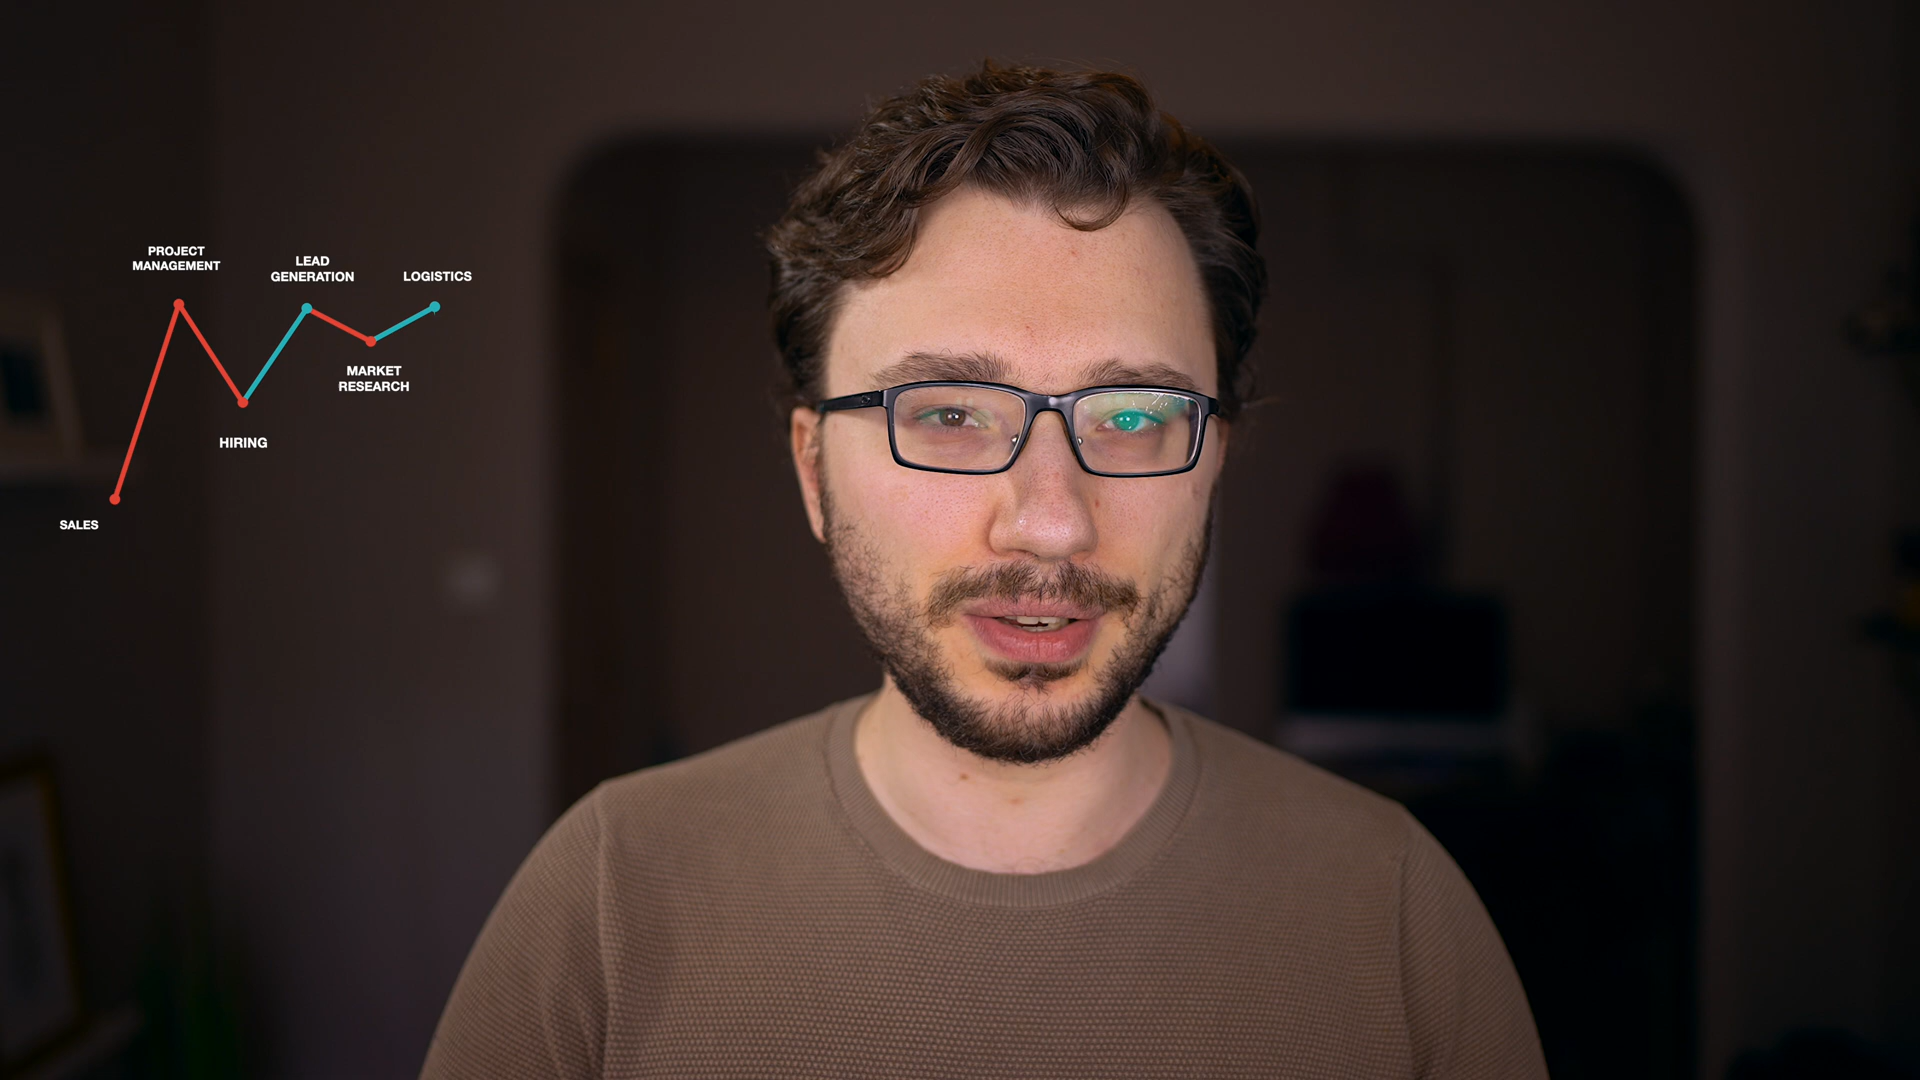 PROJECT
MANAGEMENT
LEAD
GENERATION
LOGISTICS
MARKET
RESEARCH
HIRING
SALES